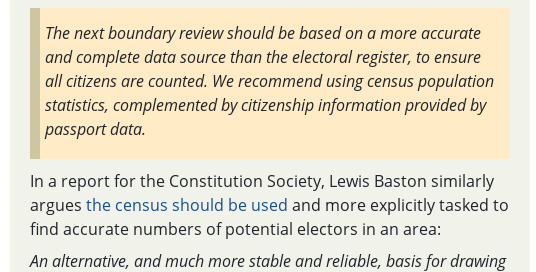 The next boundary review should be based on a more accurate
and complete data source than the electoral register, to ensure
all citizens are counted. We recommend using census population
statistics, complemented by citizenship information provided by
passport data.
In a report for the Constitution Society, Lewis Baston similarly
argues the census should be used and more explicitly tasked to
find accurate numbers of potential electors in an area:
An alternative, and much more stable and reliable, basis for drawing